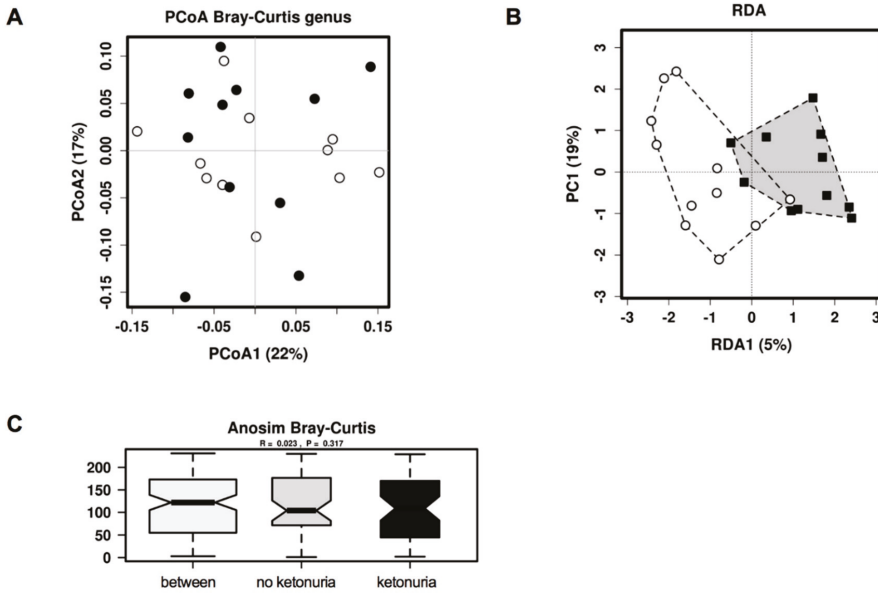 A
PCoA Bray-Curtis genus
PCoA2 (17%)
0.10
0.05
0.00
-0.05
-0.10
-0.15
-0.15 -0.05 0.05 0.15
PCoA1 (22%)
B
RDA
PC1 (19%)
3
2
1
0
-1
-2
-3
-3 -2 -1 0 1 2 3
RDA1 (5%)
C
Anosim Bray-Curtis
R = 0.023 , P = 0.317
200
150
100
50
0
between no ketonuria ketonuria